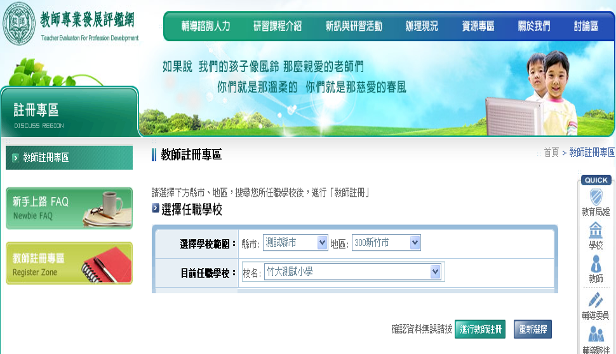 教師專業發展評鑑網
Teacher Evaluation for Profession Development
輔導諮詢人力 研習課程介紹 新訊與研習活動 辦理現況 資源專區 關於我們 討論區
如果說 我們的孩子像風鈴 那麼親愛的老師們
你們就是那溫柔的 你們就是那慈愛的春風
註冊專區
DISCUSS REGION
教師註冊專區
新手上路 FAQ
Newbie FAQ
教師註冊專區
Register Zone
教師註冊專區
首頁 > 教師註冊專區
請選擇下方縣市、地區，搜尋您所任職學校後，進行「教師註冊」
選擇任職學校
選擇學校範圍： 縣市: 測試縣市 地區: 300新竹市
目前任職學校： 校名: 竹大測試小學
確認資料無誤請按 進行教師註冊 重新選擇
QUICK
教育局處
學校
教師
輔導委員
輔導夥伴